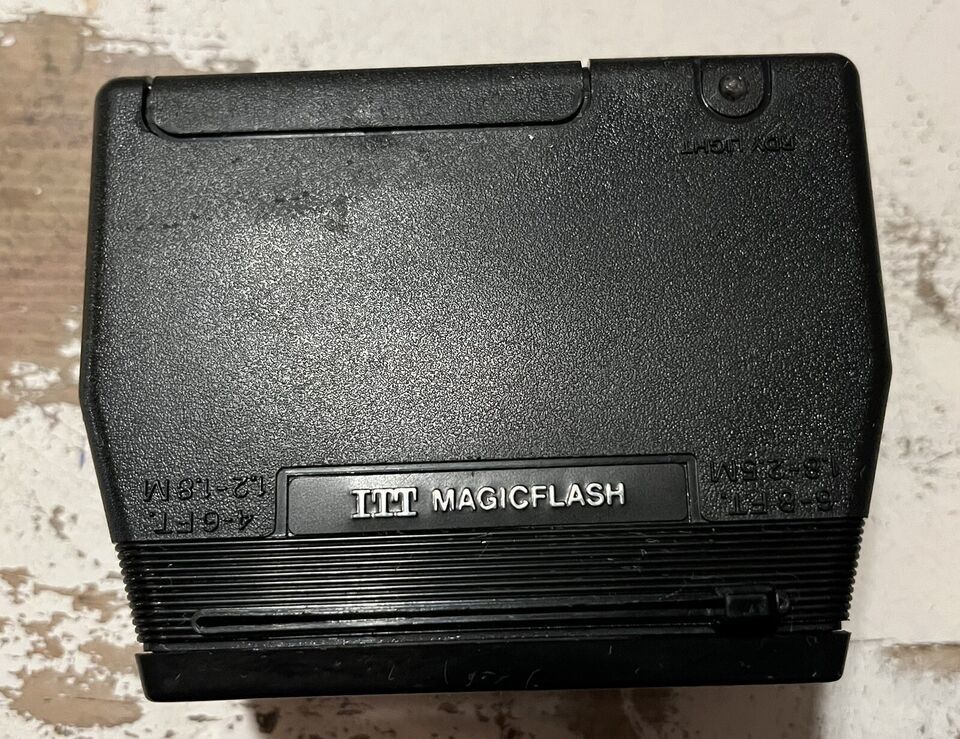 RDY LIGHT
ITT MAGICFLASH
4-6 FT.
1.2-1.8 M
6-8 FT.
1.8-2.5 M